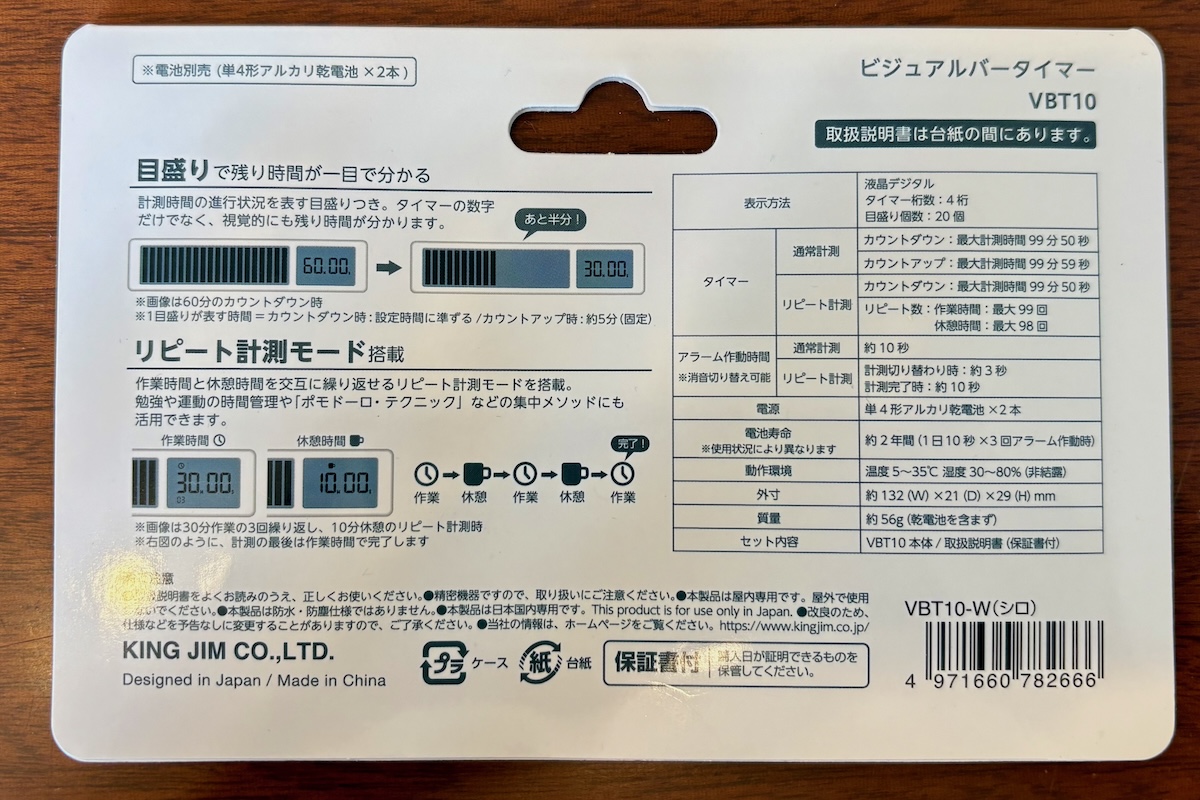 ※電池別売 (単4形アルカリ乾電池 ×2本)
ビジュアルバータイマー
VBT10
取扱説明書は台紙の間にあります。
目盛りで残り時間が一目で分かる
計測時間の進行状況を表す目盛りつき。タイマーの数字
だけでなく、視覚的にも残り時間が分かります。
あと半分!
60.00.
30.00.
※画像は60分のカウントダウン時
※1目盛りが表す時間 = カウントダウン時 : 設定時間に準ずる / カウントアップ時 : 約5分 (固定)
リピート計測モード搭載
作業時間と休憩時間を交互に繰り返せるリピート計測モードを搭載。
勉強や運動の時間管理や「ポモドーロ・テクニック」などの集中メソッドにも
活用できます。
作業時間
休憩時間
完了!
30.00.
03
10.00.
作業 休憩 作業 休憩 作業
※画像は30分作業の3回繰り返し、10分休憩のリピート計測時
※右図のように、計測の最後は作業時間で完了します
表示方法
液晶デジタル
タイマー桁数 : 4 桁
目盛り個数 : 20 個
タイマー
通常計測
カウントダウン : 最大計測時間 99 分 50 秒
カウントアップ : 最大計測時間 99 分 59 秒
リピート計測
カウントダウン : 最大計測時間 99 分 50 秒
リピート数 : 作業時間 : 最大 99 回
休憩時間 : 最大 98 回
アラーム作動時間
※消音切り替え可能
通常計測
約 10 秒
リピート計測
計測切り替わり時 : 約 3 秒
計測完了時 : 約 10 秒
電源
単 4 形アルカリ乾電池 ×2 本
電池寿命
※使用状況により異なります
約 2 年間 (1 日 10 秒 ×3 回アラーム作動時)
動作環境
温度 5~35℃ 湿度 30~80% (非結露)
外寸
約 132 (W) ×21 (D) ×29 (H) mm
質量
約 56g (乾電池を含まず)
セット内容
VBT10 本体 / 取扱説明書 (保証書付)
注意
取扱説明書をよくお読みのうえ、正しくお使いください。●精密機器ですので、取り扱いにご注意ください。●本製品は屋内専用です。屋外で使用
ないでください。●本製品は防水・防塵仕様ではありません。●本製品は日本国内専用です。This product is for use only in Japan. ●改良のため、
仕様などを予告なしに変更することがありますので、ご了承ください。●当社の情報は、ホームページをご覧ください。https://www.kingjim.co.jp/
KING JIM CO.,LTD.
Designed in Japan / Made in China
プラ ケース
紙 台紙
保証書付
購入日が証明できるものを
保管してください。
VBT10-W (シロ)
4 971660 782666